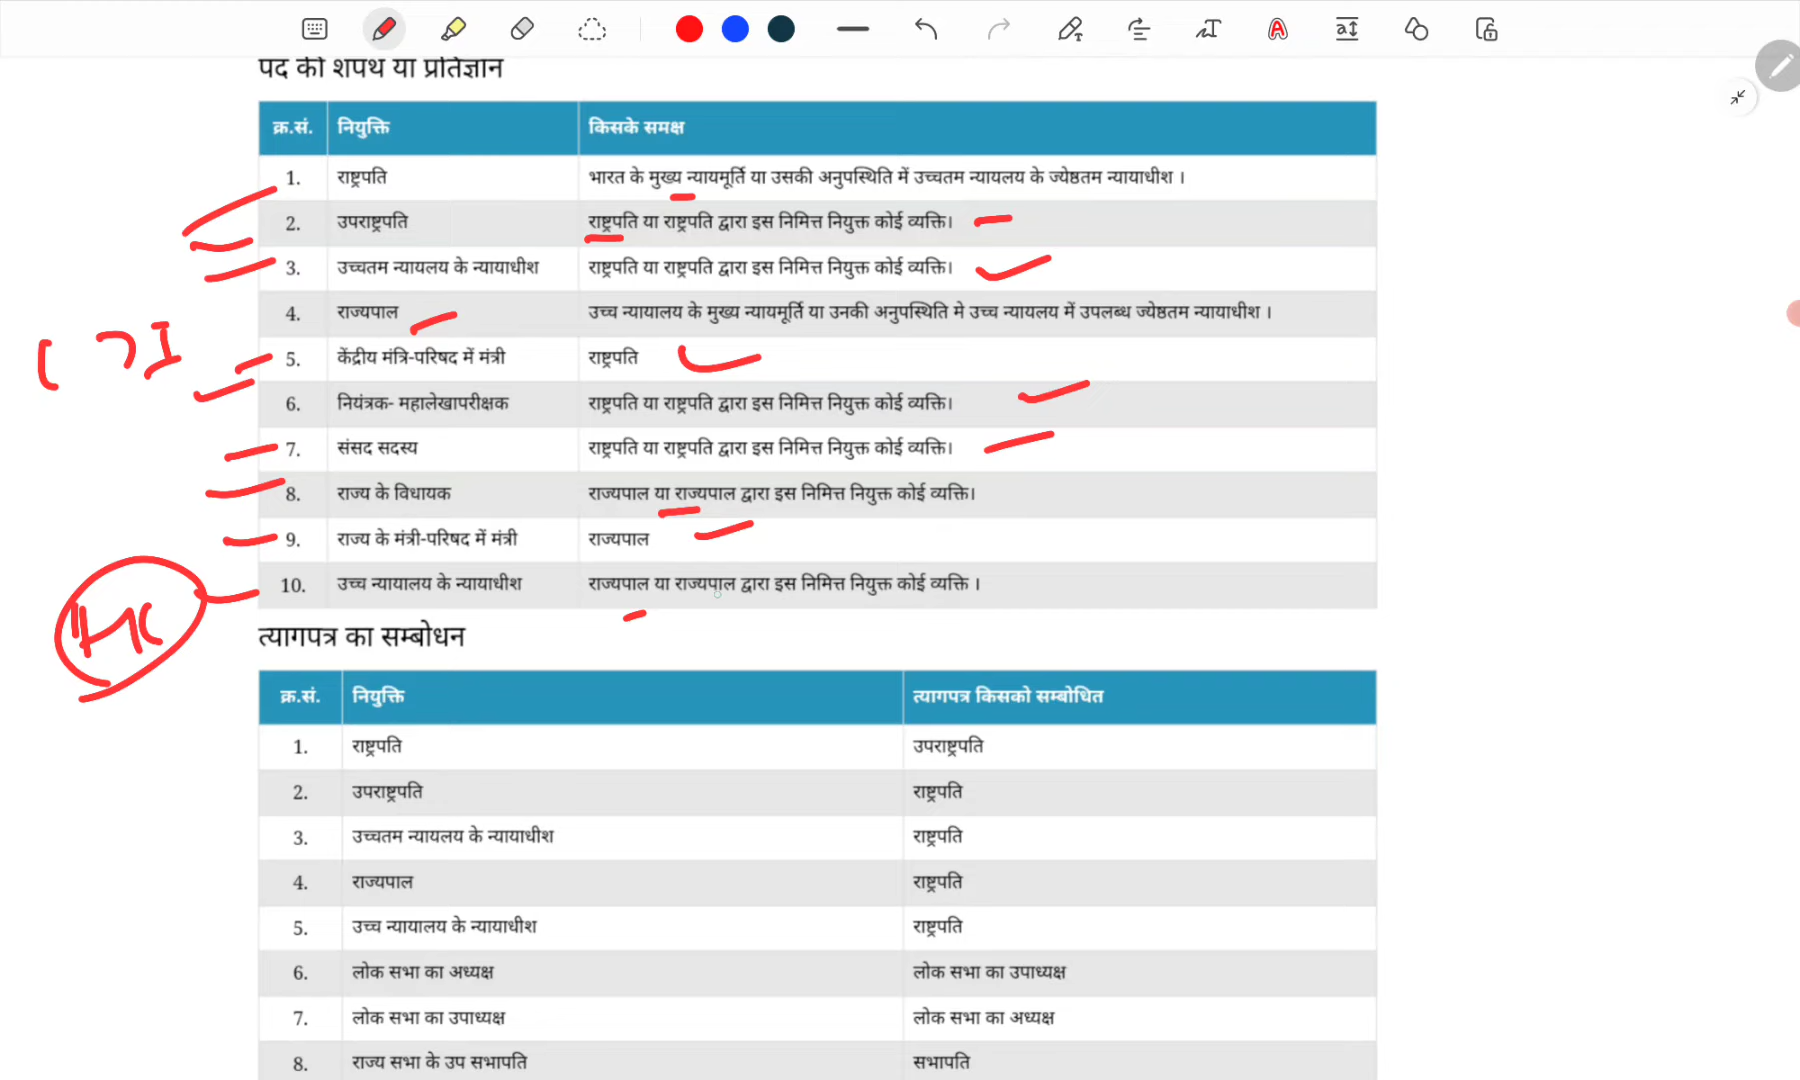 पद की शपथ या प्रतिज्ञान
क्र.सं. नियुक्ति किसके समक्ष
1. राष्ट्रपति भारत के मुख्य न्यायमूर्ति या उसकी अनुपस्थिति में उच्चतम न्यायलय के ज्येष्ठतम न्यायाधीश ।
2. उपराष्ट्रपति राष्ट्रपति या राष्ट्रपति द्वारा इस निमित्त नियुक्त कोई व्यक्ति।
3. उच्चतम न्यायलय के न्यायाधीश राष्ट्रपति या राष्ट्रपति द्वारा इस निमित्त नियुक्त कोई व्यक्ति।
4. राज्यपाल उच्च न्यायालय के मुख्य न्यायमूर्ति या उनकी अनुपस्थिति मे उच्च न्यायलय में उपलब्ध ज्येष्ठतम न्यायाधीश ।
5. केंद्रीय मंत्रि-परिषद में मंत्री राष्ट्रपति
6. नियंत्रक- महालेखापरीक्षक राष्ट्रपति या राष्ट्रपति द्वारा इस निमित्त नियुक्त कोई व्यक्ति।
7. संसद सदस्य राष्ट्रपति या राष्ट्रपति द्वारा इस निमित्त नियुक्त कोई व्यक्ति।
8. राज्य के विधायक राज्यपाल या राज्यपाल द्वारा इस निमित्त नियुक्त कोई व्यक्ति।
9. राज्य के मंत्री-परिषद में मंत्री राज्यपाल
10. उच्च न्यायालय के न्यायाधीश राज्यपाल या राज्यपाल द्वारा इस निमित्त नियुक्त कोई व्यक्ति ।
HC
त्यागपत्र का सम्बोधन
क्र.सं. नियुक्ति त्यागपत्र किसको सम्बोधित
1. राष्ट्रपति उपराष्ट्रपति
2. उपराष्ट्रपति राष्ट्रपति
3. उच्चतम न्यायलय के न्यायाधीश राष्ट्रपति
4. राज्यपाल राष्ट्रपति
5. उच्च न्यायालय के न्यायाधीश राष्ट्रपति
6. लोक सभा का अध्यक्ष लोक सभा का उपाध्यक्ष
7. लोक सभा का उपाध्यक्ष लोक सभा का अध्यक्ष
8. राज्य सभा के उप सभापति सभापति